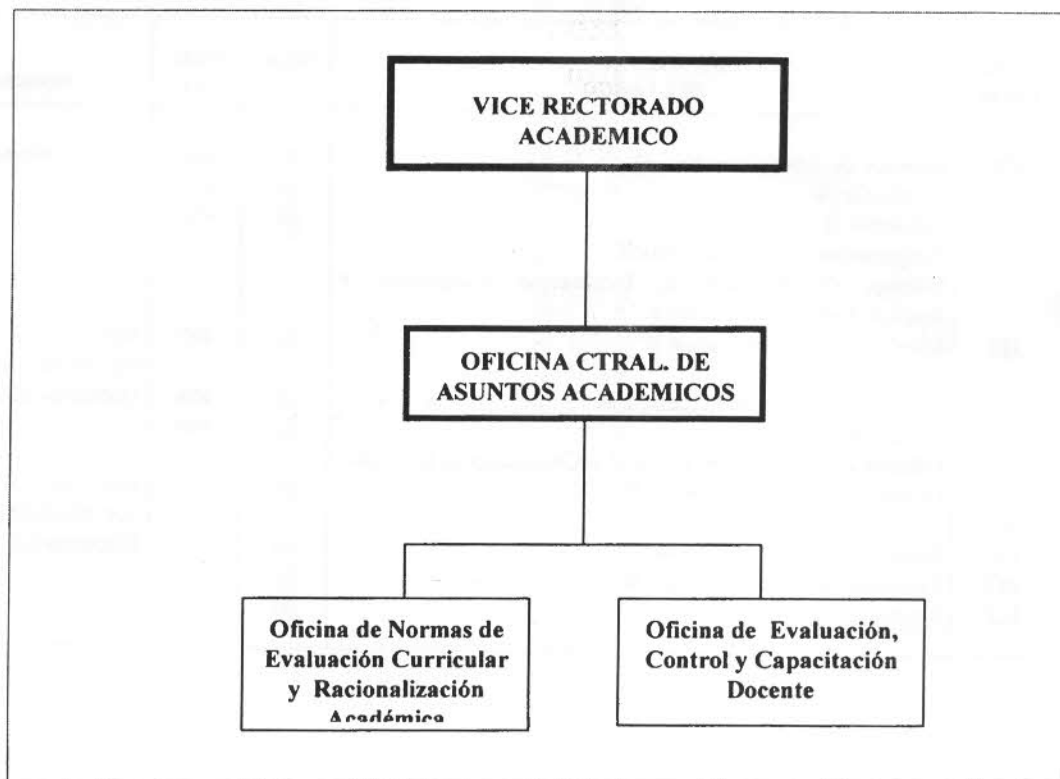 VICE RECTORADO
ACADEMICO
OFICINA CTRAL. DE
ASUNTOS ACADEMICOS
Oficina de Normas de
Evaluación Curricular
y Racionalización
Académica
Oficina de Evaluación,
Control y Capacitación
Docente